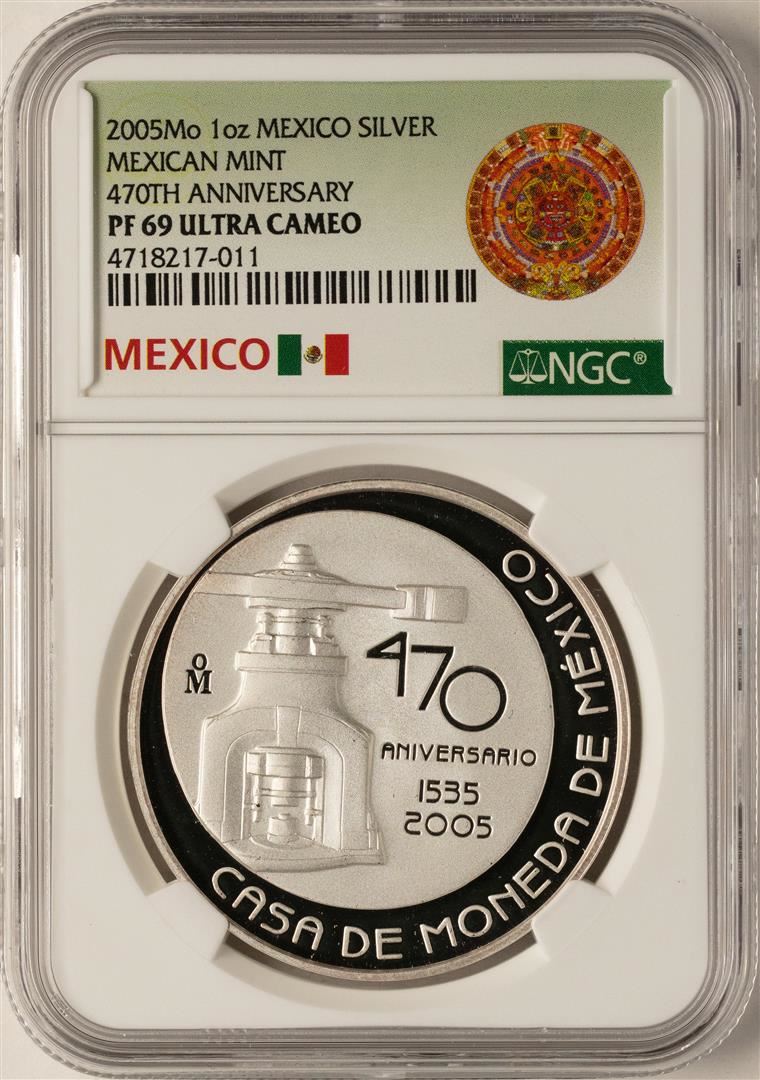 2005Mo 1oz MEXICO SILVER
MEXICAN MINT
470TH ANNIVERSARY
PF 69 ULTRA CAMEO
4718217-011
MEXICO
NGC®
oM
470
ANIVERSARIO
1535
2005
CASA DE MONEDA DE MÉXICO